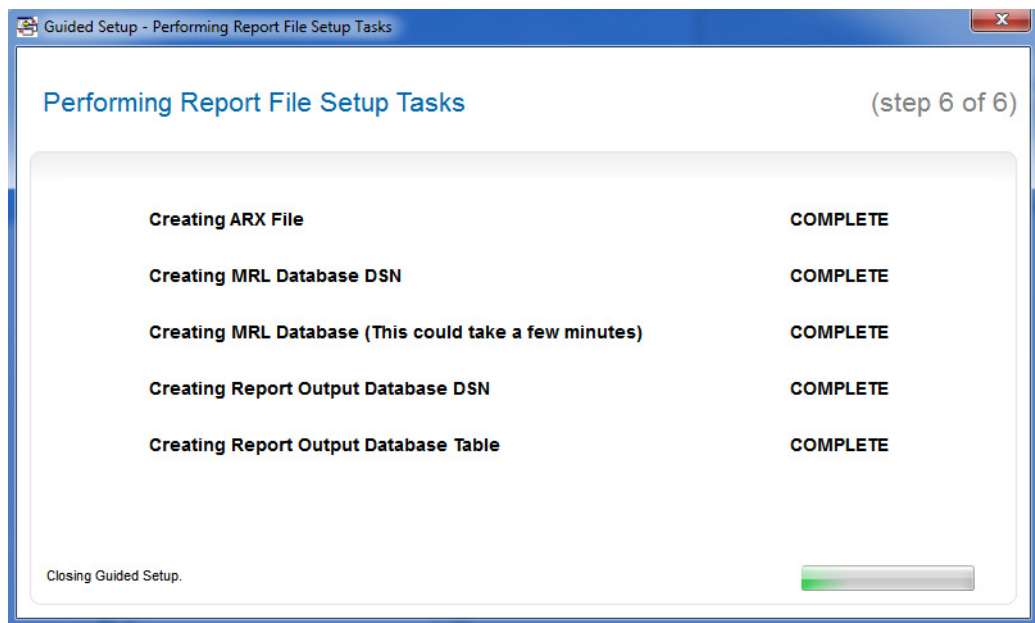 Guided Setup - Performing Report File Setup Tasks
Performing Report File Setup Tasks (step 6 of 6)
Creating ARX File COMPLETE
Creating MRL Database DSN COMPLETE
Creating MRL Database (This could take a few minutes) COMPLETE
Creating Report Output Database DSN COMPLETE
Creating Report Output Database Table COMPLETE
Closing Guided Setup.